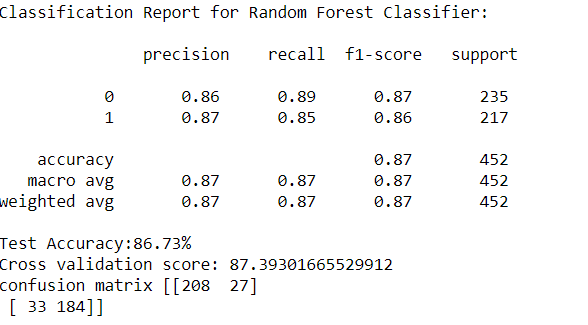 Classification Report for Random Forest Classifier:
precision recall f1-score support
0 0.86 0.89 0.87 235
1 0.87 0.85 0.86 217
accuracy 0.87 452
macro avg 0.87 0.87 0.87 452
weighted avg 0.87 0.87 0.87 452
Test Accuracy:86.73%
Cross validation score: 87.39301665529912
confusion matrix [[208 27]
[ 33 184]]